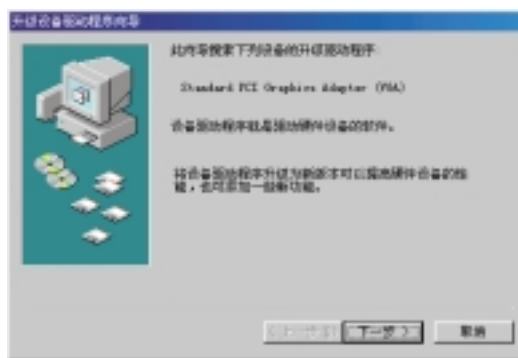 升级设备驱动程序向导
此向导搜索下列设备的升级驱动程序:
Standard PCI Graphics Adapter (VGA)
设备驱动程序就是驱动硬件设备的软件。
将设备驱动程序升级为新版本可以提高硬件设备的性
能,也可添加一些新功能。
<上一步(B) 下一步 > 取消